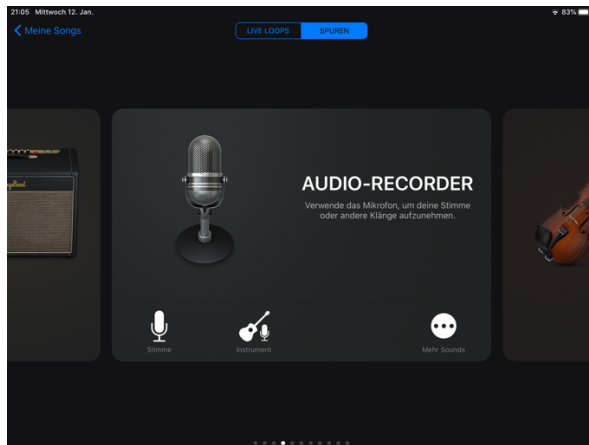 21:05 Mittwoch 12. Jan.
83%
Meine Songs
LIVE LOOPS
SPUREN
AUDIO-RECORDER
Verwende das Mikrofon, um deine Stimme
oder andere Klänge aufzunehmen.
Stimme
Instrument
Mehr Sounds